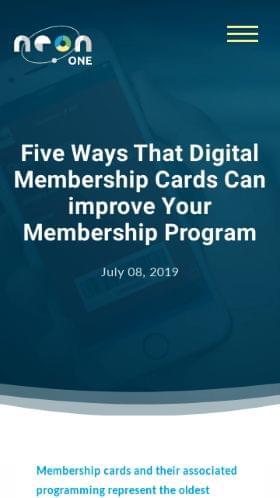 neon
ONE
Five Ways That Digital
Membership Cards Can
improve Your
Membership Program
July 08, 2019
Membership cards and their associated
programming represent the oldest